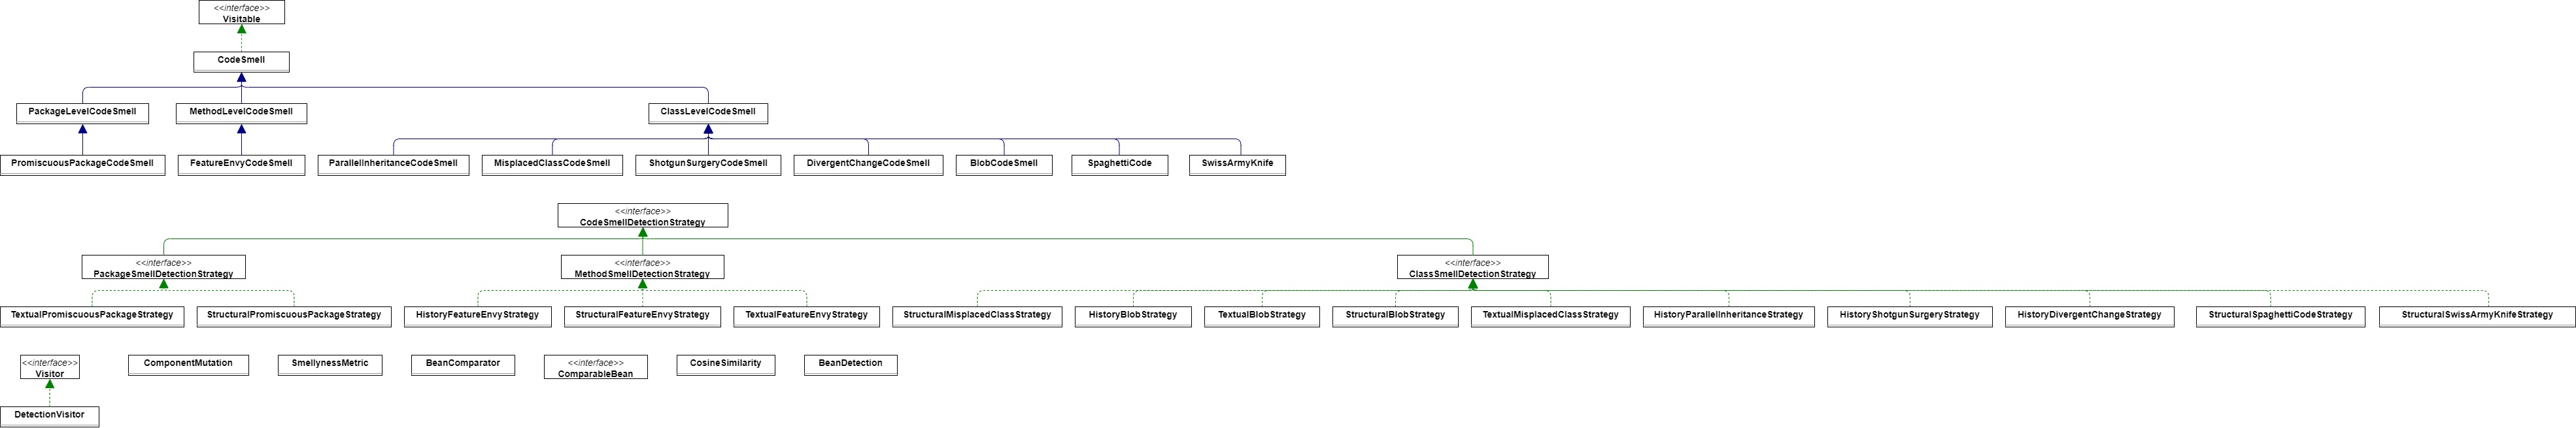 <<interface>>
Visitable
CodeSmell
PackageLevelCodeSmell
MethodLevelCodeSmell
ClassLevelCodeSmell
PromiscuousPackageCodeSmell
FeatureEnvyCodeSmell
ParallelInheritanceCodeSmell
MisplacedClassCodeSmell
ShotgunSurgeryCodeSmell
DivergentChangeCodeSmell
BlobCodeSmell
SpaghettiCode
SwissArmyKnife
<<interface>>
CodeSmellDetectionStrategy
<<interface>>
PackageSmellDetectionStrategy
<<interface>>
MethodSmellDetectionStrategy
<<interface>>
ClassSmellDetectionStrategy
TextualPromiscuousPackageStrategy
StructuralPromiscuousPackageStrategy
HistoryFeatureEnvyStrategy
StructuralFeatureEnvyStrategy
TextualFeatureEnvyStrategy
StructuralMisplacedClassStrategy
HistoryBlobStrategy
TextualBlobStrategy
StructuralBlobStrategy
TextualMisplacedClassStrategy
HistoryParallelInheritanceStrategy
HistoryShotgunSurgeryStrategy
HistoryDivergentChangeStrategy
StructuralSpaghettiCodeStrategy
StructuralSwissArmyKnifeStrategy
<<interface>>
Visitor
ComponentMutation
SmellynessMetric
BeanComparator
<<interface>>
ComparableBean
CosineSimilarity
BeanDetection
DetectionVisitor